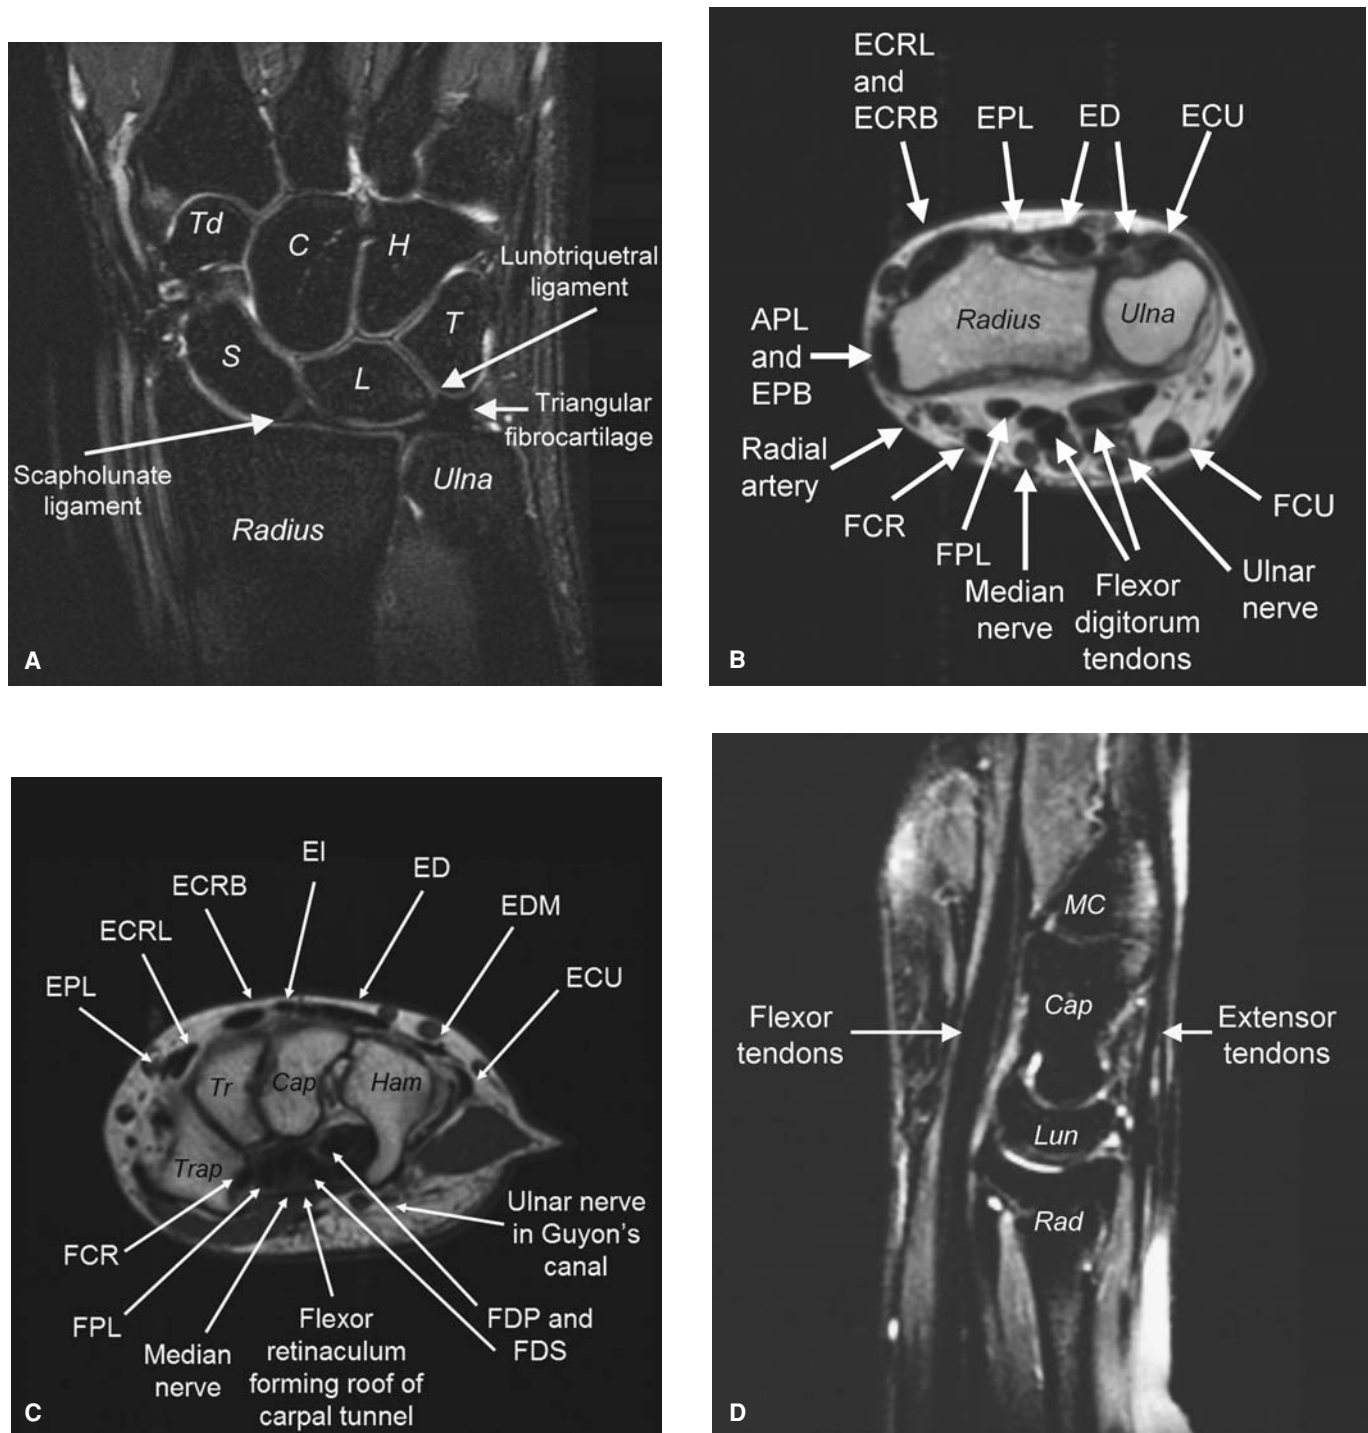 Td
C
H
Lunotriquetral
ligament
T
S
L
Triangular
fibrocartilage
Scapholunate
ligament
Ulna
Radius
A
ECRL
and
ECRB
EPL
ED
ECU
Radius
Ulna
APL
and
EPB
Radial
artery
FCR
FPL
Median
nerve
Flexor
digitorum
tendons
Ulnar
nerve
FCU
B
EI
ECRB
ED
ECRL
EDM
EPL
ECU
Tr
Cap
Ham
Trap
Ulnar nerve
in Guyon's
canal
FCR
FPL
Median
nerve
Flexor
retinaculum
forming roof of
carpal tunnel
FDP and
FDS
C
MC
Cap
Flexor
tendons
Extensor
tendons
Lun
Rad
D